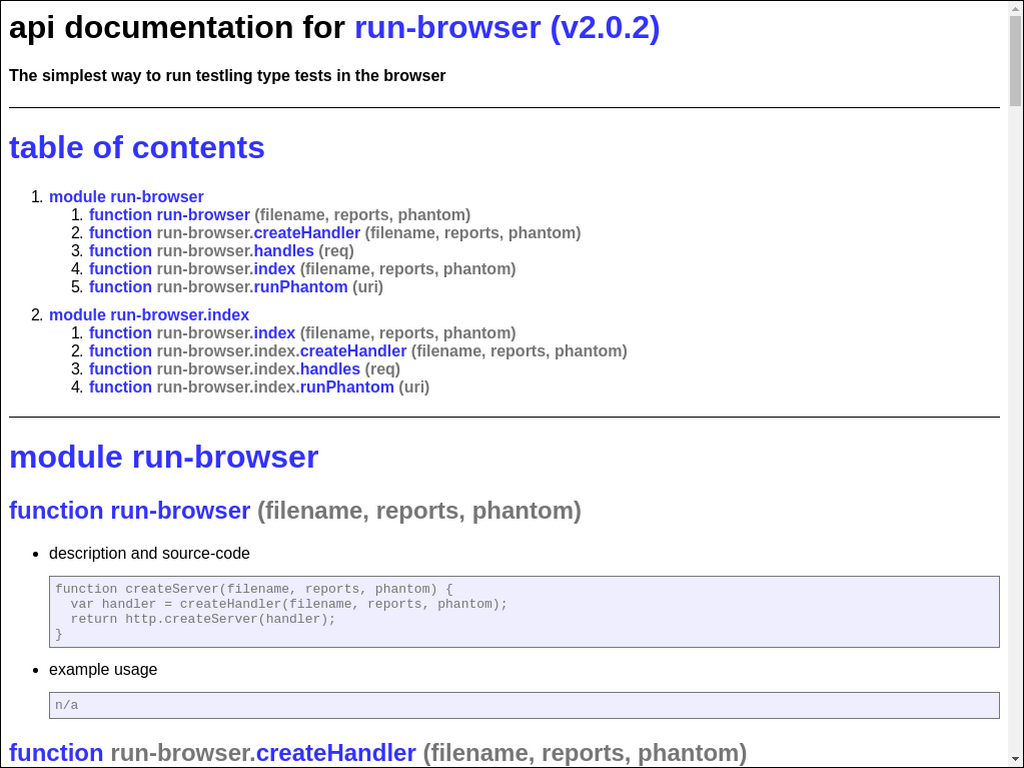 api documentation for run-browser (v2.0.2)
The simplest way to run testling type tests in the browser
table of contents
1. module run-browser
1. function run-browser (filename, reports, phantom)
2. function run-browser.createHandler (filename, reports, phantom)
3. function run-browser.handles (req)
4. function run-browser.index (filename, reports, phantom)
5. function run-browser.runPhantom (uri)
2. module run-browser.index
1. function run-browser.index (filename, reports, phantom)
2. function run-browser.index.createHandler (filename, reports, phantom)
3. function run-browser.index.handles (req)
4. function run-browser.index.runPhantom (uri)
module run-browser
function run-browser (filename, reports, phantom)
• description and source-code
function createServer(filename, reports, phantom) {
  var handler = createHandler(filename, reports, phantom);
  return http.createServer(handler);
}
• example usage
n/a
function run-browser.createHandler (filename, reports, phantom)